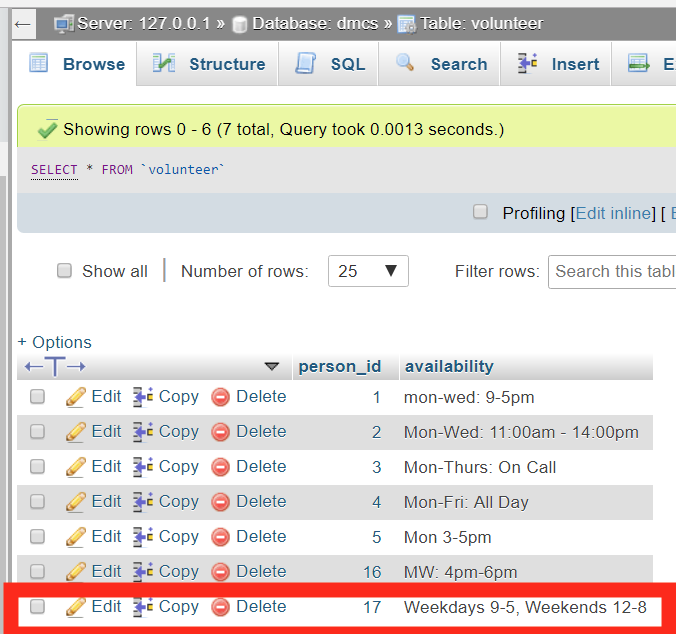 Server: 127.0.0.1 » Database: dmcs » Table: volunteer
Browse Structure SQL Search Insert E
Showing rows 0 - 6 (7 total, Query took 0.0013 seconds.)
SELECT * FROM `volunteer`
Profiling [Edit inline] [ E
Show all Number of rows: 25 Filter rows: Search this tabl
+ Options
person_id availability
Edit Copy Delete 1 mon-wed: 9-5pm
Edit Copy Delete 2 Mon-Wed: 11:00am - 14:00pm
Edit Copy Delete 3 Mon-Thurs: On Call
Edit Copy Delete 4 Mon-Fri: All Day
Edit Copy Delete 5 Mon 3-5pm
Edit Copy Delete 16 MW: 4pm-6pm
Edit Copy Delete 17 Weekdays 9-5, Weekends 12-8